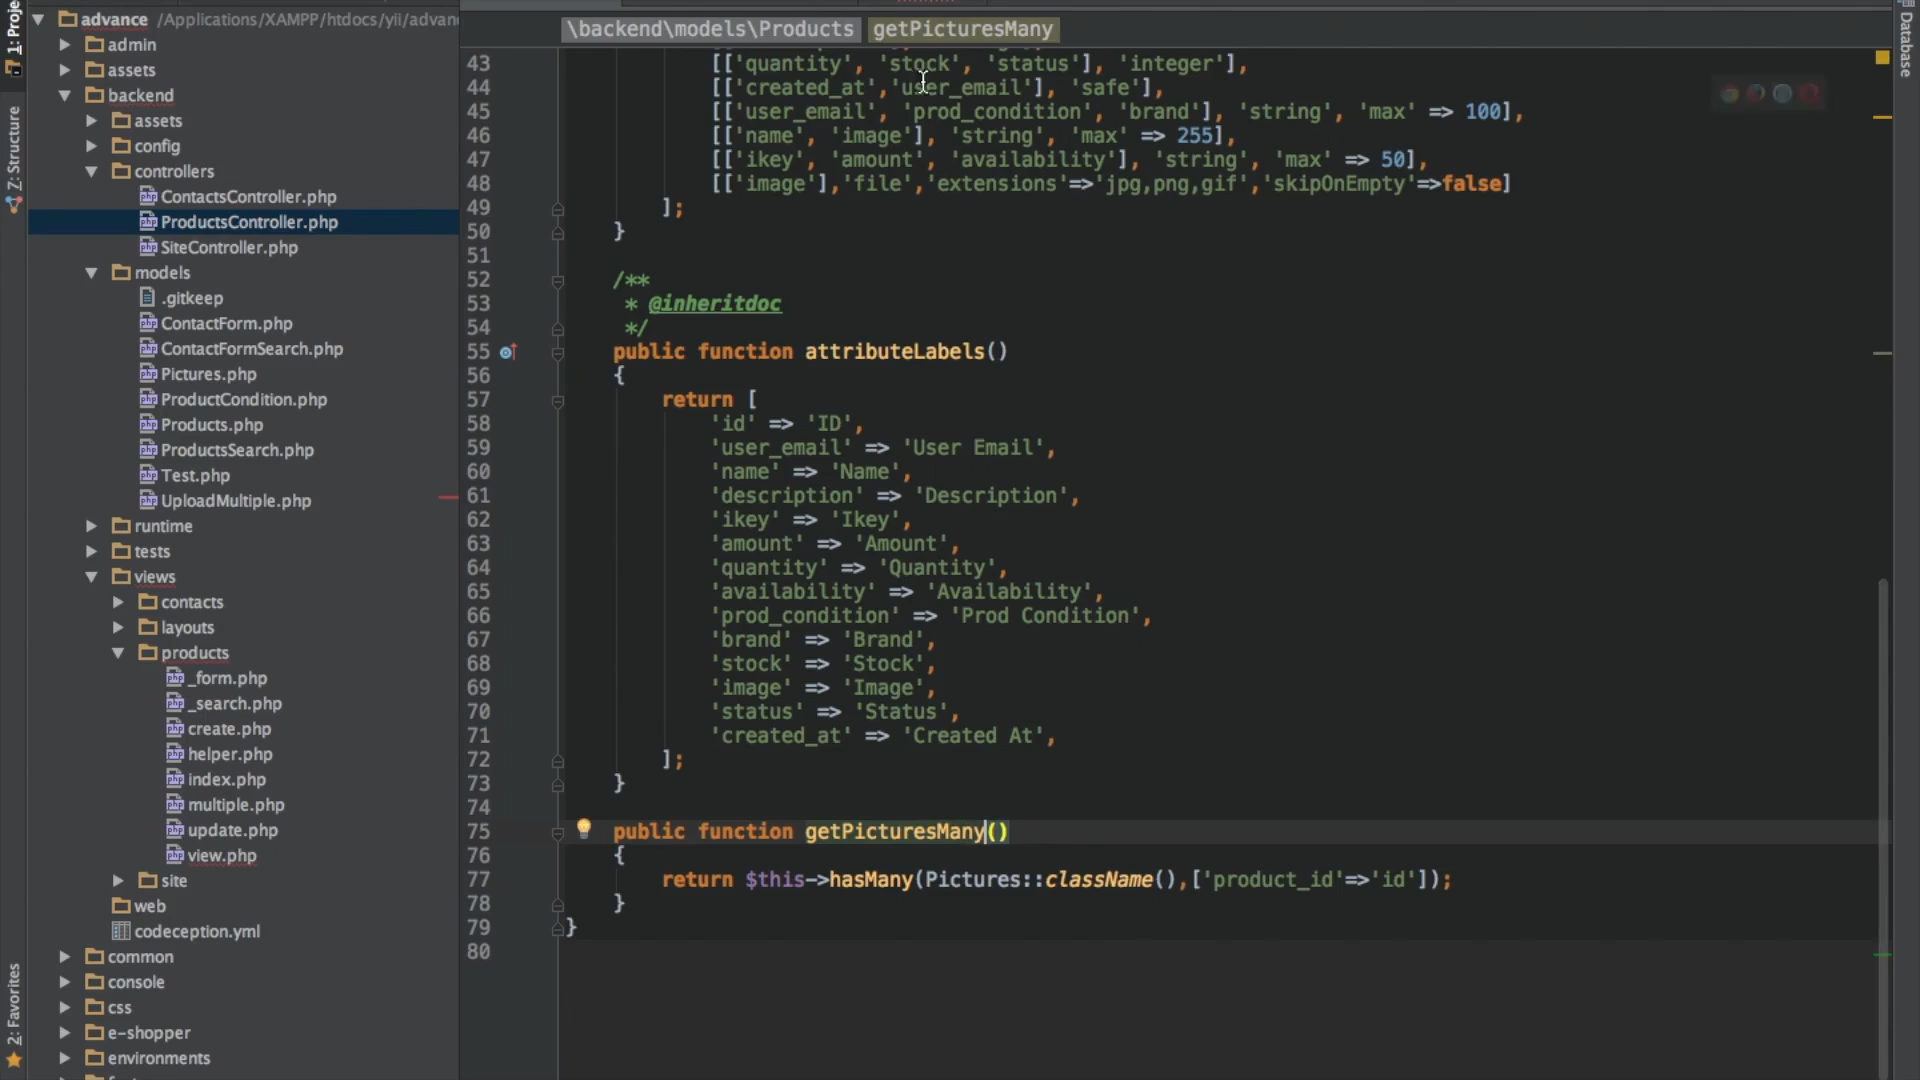 1: Proje
Z: Structure
2: Favorites
advance /Applications/XAMPP/htdocs/yii/advan
admin
assets
backend
assets
config
controllers
ContactsController.php
ProductsController.php
SiteController.php
models
.gitkeep
ContactForm.php
ContactFormSearch.php
Pictures.php
ProductCondition.php
Products.php
ProductsSearch.php
Test.php
UploadMultiple.php
runtime
tests
views
contacts
layouts
products
_form.php
_search.php
create.php
helper.php
index.php
multiple.php
update.php
view.php
site
web
codeception.yml
common
console
css
e-shopper
environments
\backend\models\Products getPicturesMany
43 [['quantity', 'stock', 'status'], 'integer'],
44 [['created_at','user_email'], 'safe'],
45 [['user_email', 'prod_condition', 'brand'], 'string', 'max' => 100],
46 [['name', 'image'], 'string', 'max' => 255],
47 [['ikey', 'amount', 'availability'], 'string', 'max' => 50],
48 [['image'],'file','extensions'=>'jpg,png,gif','skipOnEmpty'=>false]
49 ];
50 }
51
52 /**
53 * @inheritdoc
54 */
55 public function attributeLabels()
56 {
57 return [
58 'id' => 'ID',
59 'user_email' => 'User Email',
60 'name' => 'Name',
61 'description' => 'Description',
62 'ikey' => 'Ikey',
63 'amount' => 'Amount',
64 'quantity' => 'Quantity',
65 'availability' => 'Availability',
66 'prod_condition' => 'Prod Condition',
67 'brand' => 'Brand',
68 'stock' => 'Stock',
69 'image' => 'Image',
70 'status' => 'Status',
71 'created_at' => 'Created At',
72 ];
73 }
74
75 public function getPicturesMany()
76 {
77 return $this->hasMany(Pictures::className(),['product_id'=>'id']);
78 }
79 }
80
Database